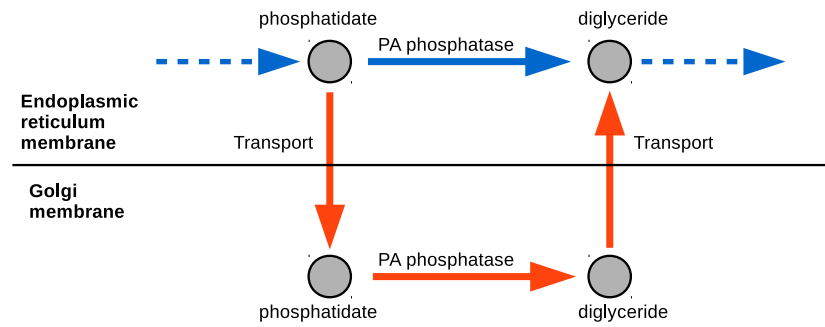 phosphatidate
diglyceride
PA phosphatase
Endoplasmic
reticulum
membrane
Transport
Transport
Golgi
membrane
PA phosphatase
phosphatidate
diglyceride